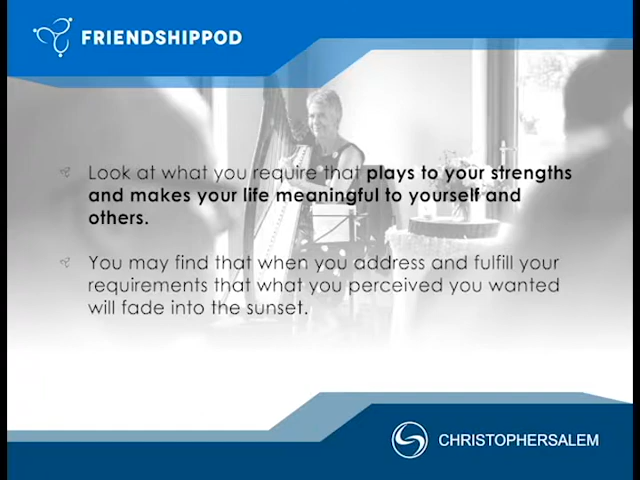 FRIENDSHIPPOD
Look at what you require that plays to your strengths
and makes your life meaningful to yourself and
others.
You may find that when you address and fulfill your
requirements that what you perceived you wanted
will fade into the sunset.
CHRISTOPHERSALEM